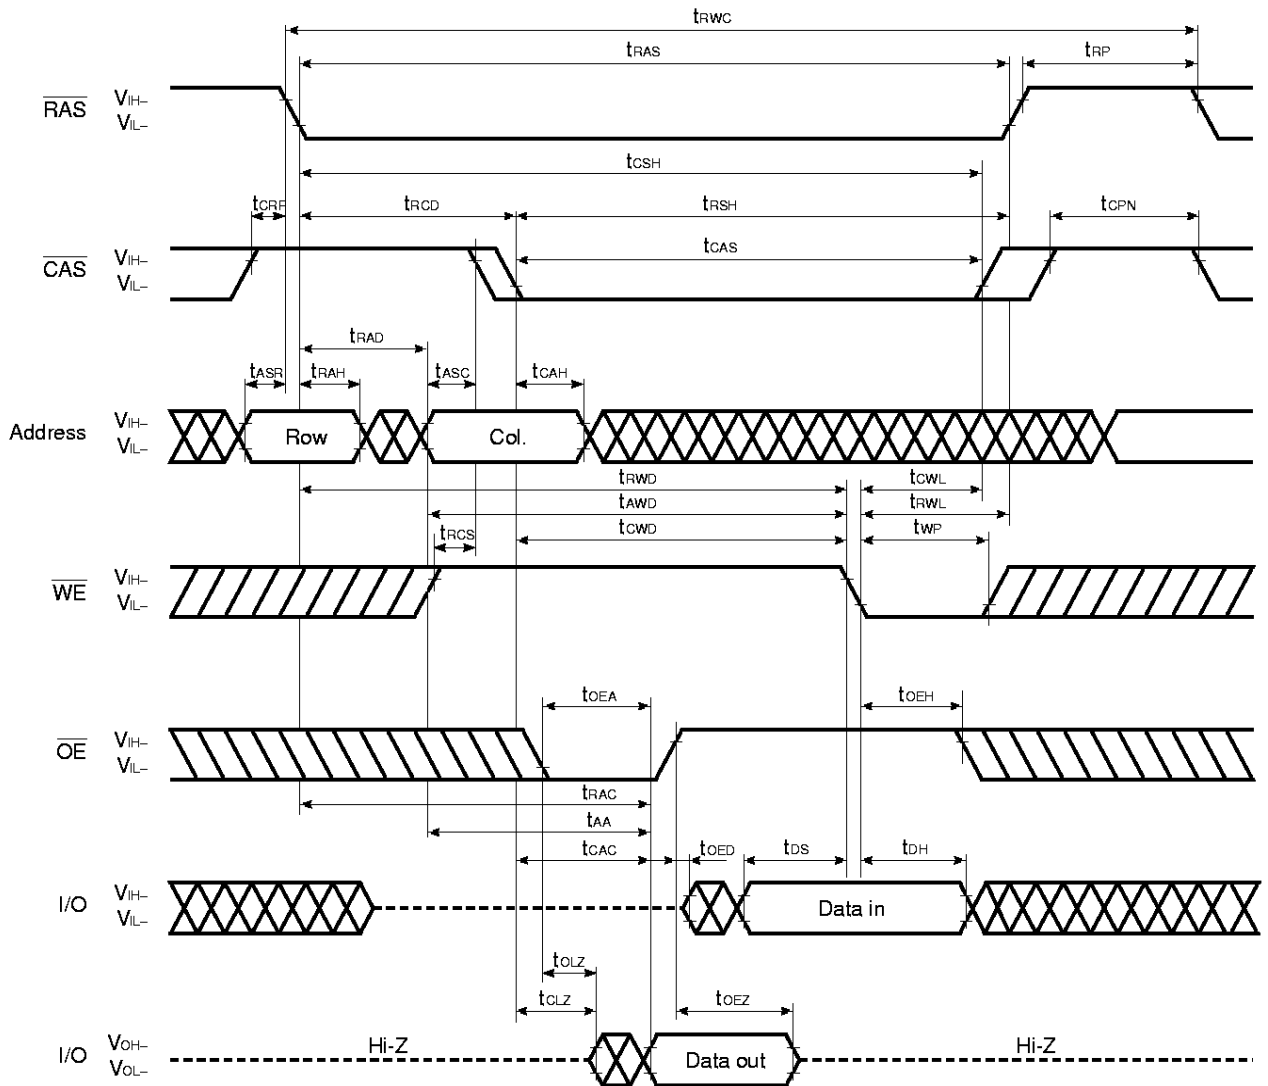 tRWC
tRAS
tRP
RAS
VIH–
VIL–
tCSH
tCRP
tRCD
tRSH
tCPN
CAS
VIH–
VIL–
tCAS
tRAD
tASR
tRAH
tASC
tCAH
Address
VIH–
VIL–
Row
Col.
tRWD
tCWL
tAWD
tRWL
tRCS
tCWD
tWP
WE
VIH–
VIL–
tOEA
tOEH
OE
VIH–
VIL–
tRAC
tAA
tCAC
tOED
tDS
tDH
I/O
VIH–
VIL–
Data in
tOLZ
tCLZ
tOEZ
I/O
VOH–
VOL–
Hi-Z
Data out
Hi-Z